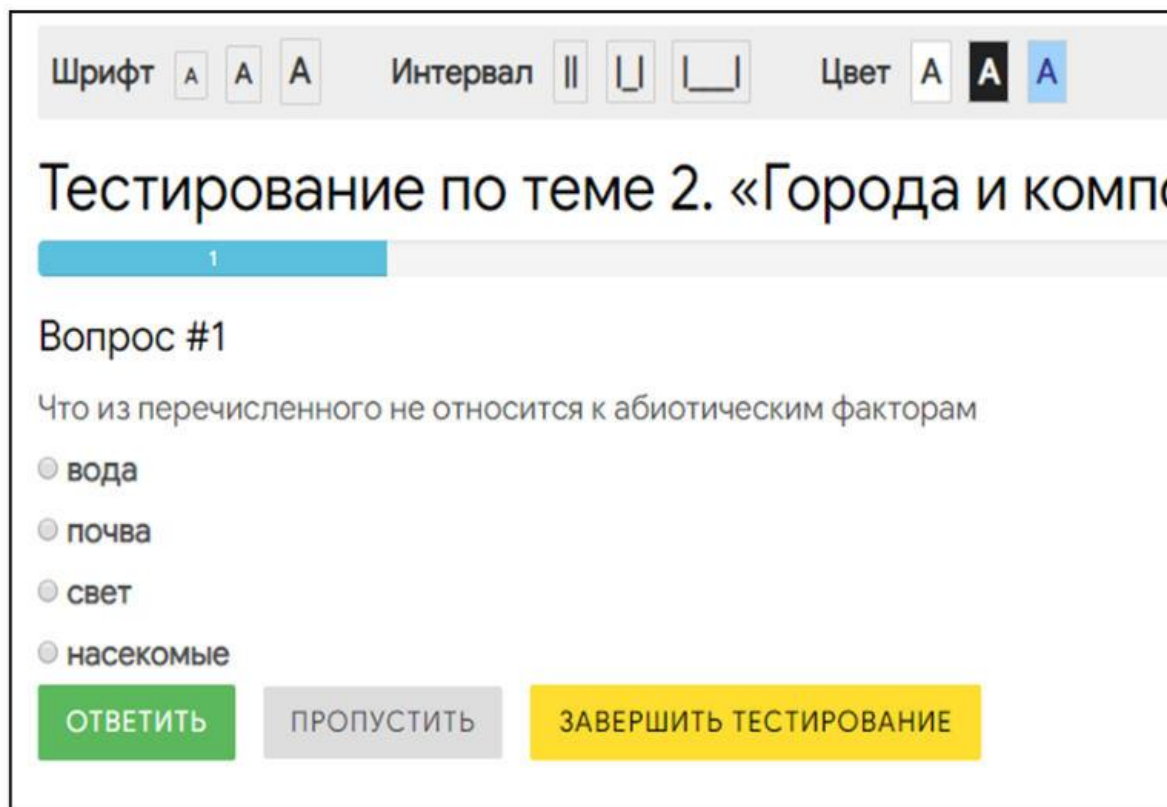 Шрифт А А А Интервал || |_| |___| Цвет А А А
Тестирование по теме 2. «Города и комп
1
Вопрос #1
Что из перечисленного не относится к абиотическим факторам
вода
почва
свет
насекомые
ОТВЕТИТЬ ПРОПУСТИТЬ ЗАВЕРШИТЬ ТЕСТИРОВАНИЕ